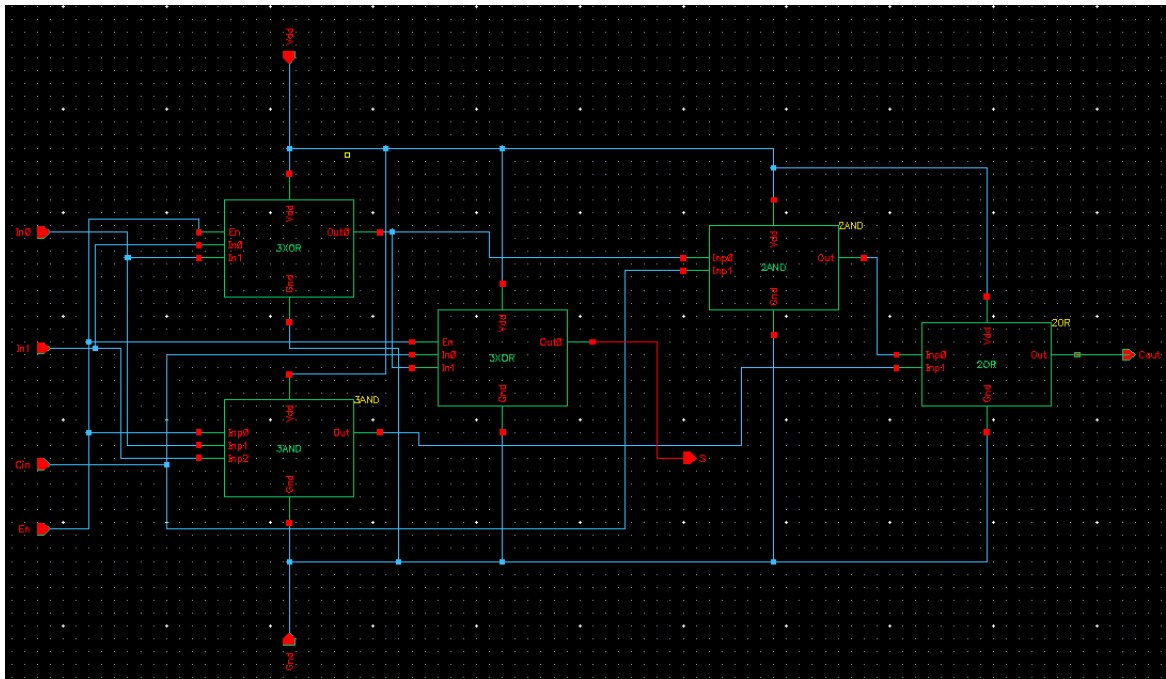 Vdd
Vdd
In0
En
In0
In1
3XOR
Out0
Gnd
In1
Vdd
En
In0
In1
3XOR
Out0
Gnd
2AND
Vdd
Inp0
Inp1
2AND
Out
Gnd
2OR
Vdd
Inp0
Inp1
2OR
Out
Gnd
Cout
3AND
Vdd
Inp0
Inp1
Inp2
3AND
Out
Gnd
Cin
S
En
Gnd